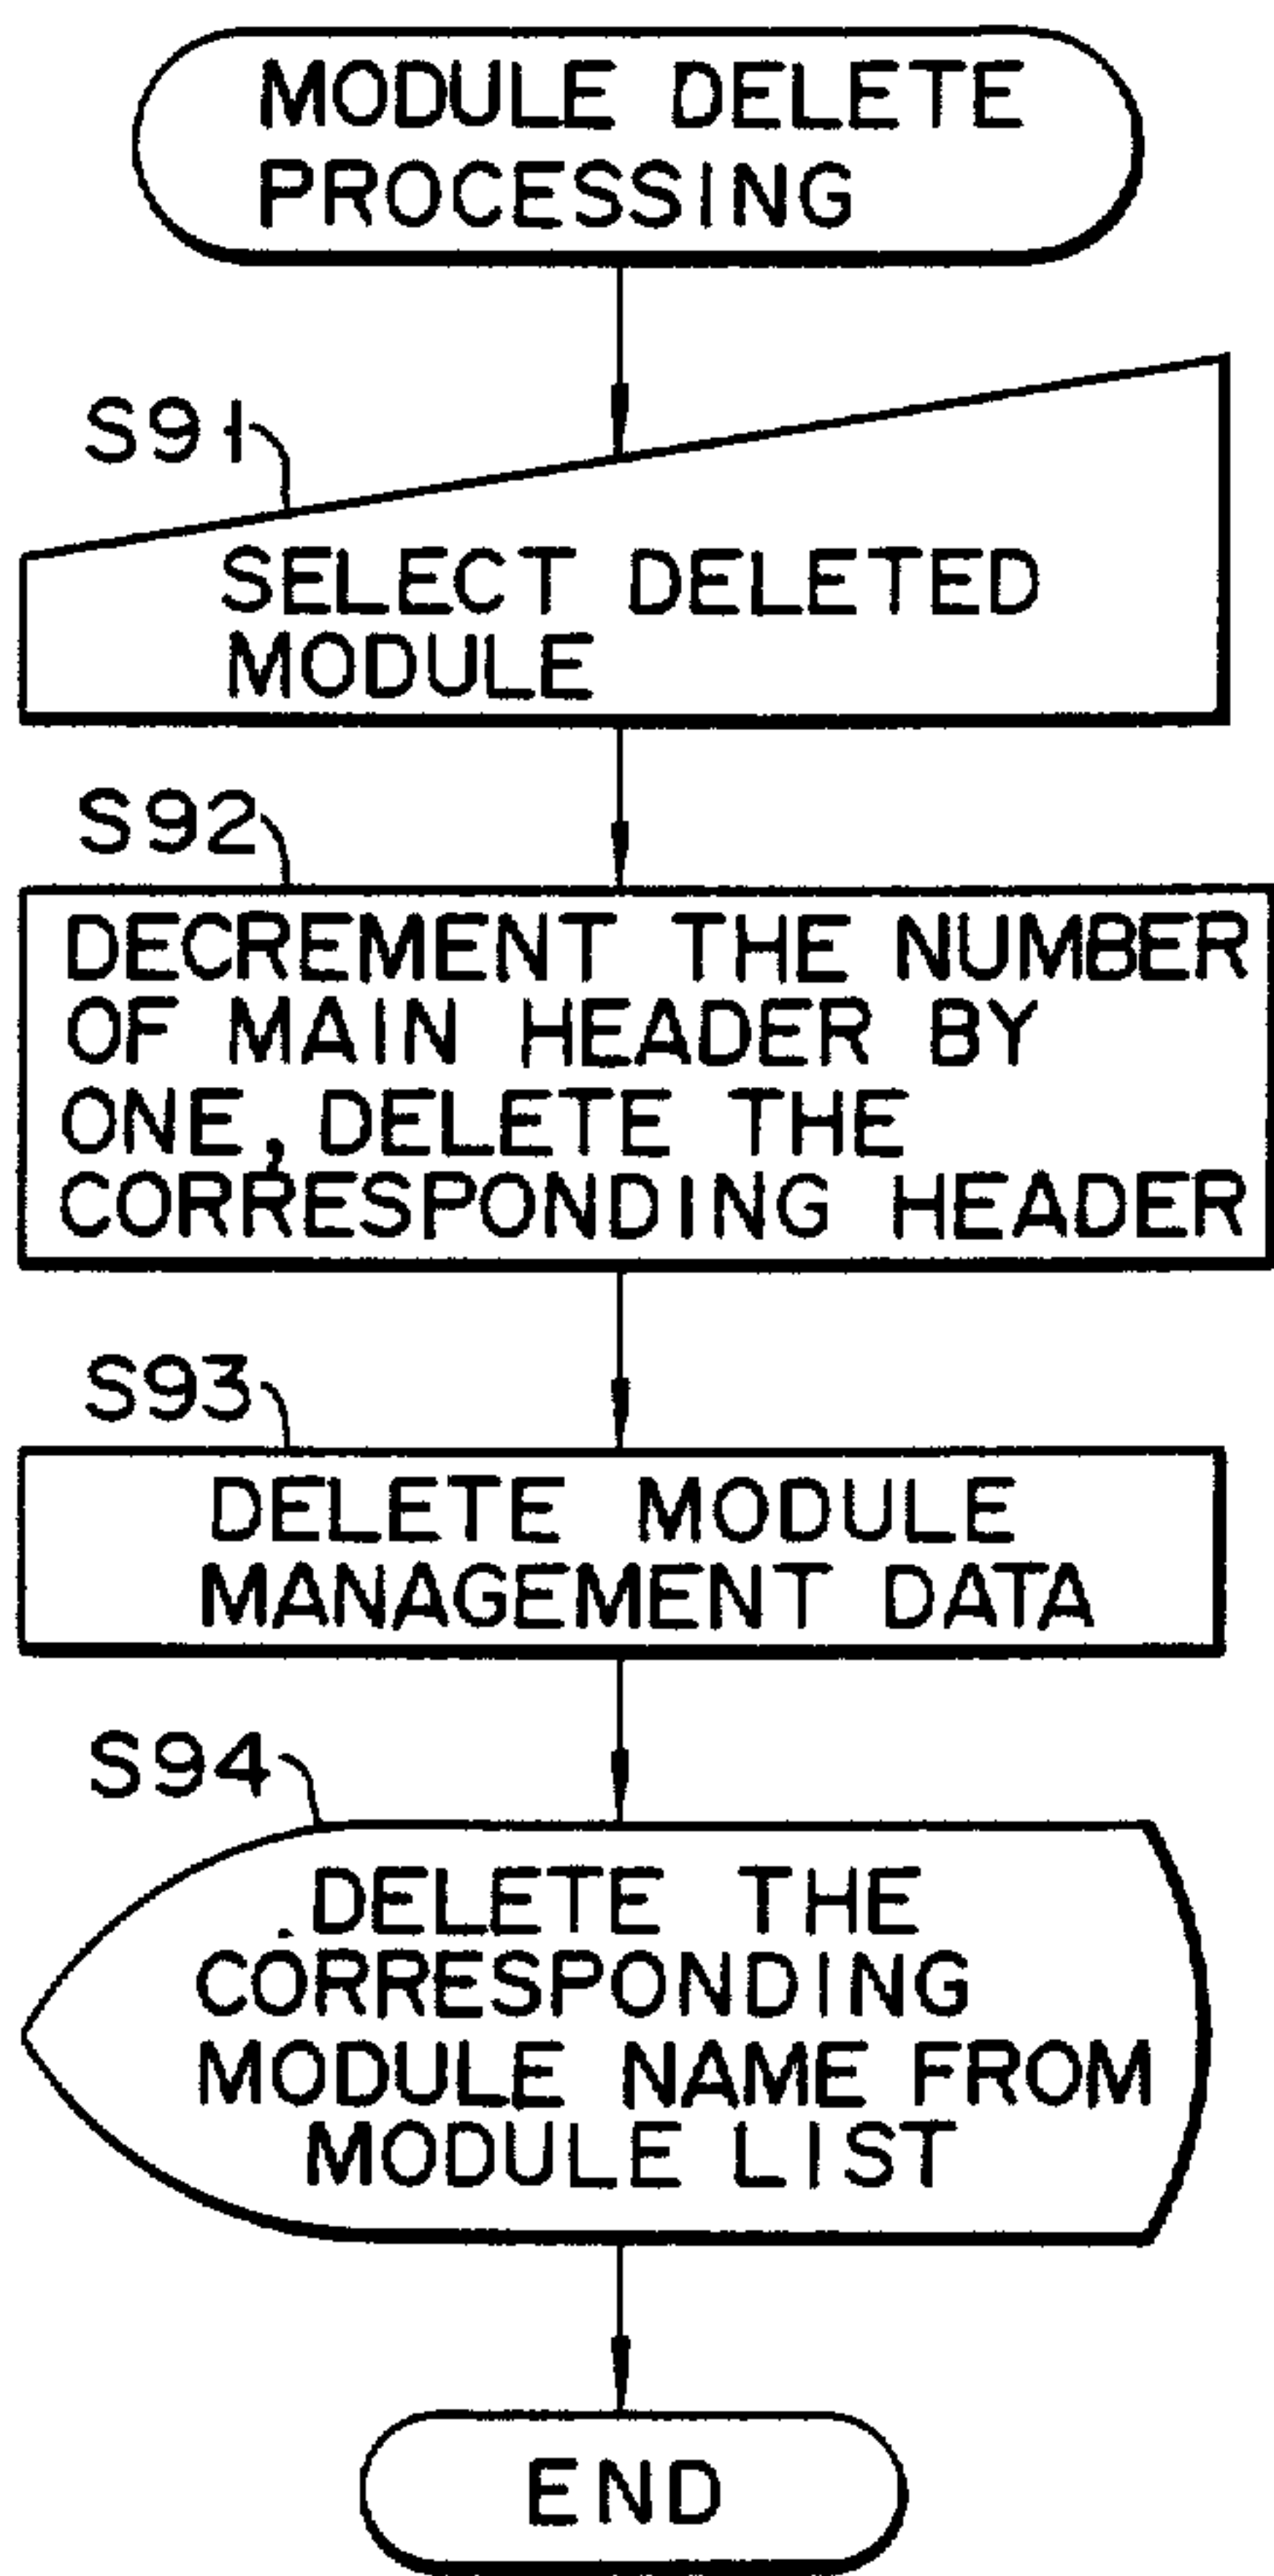 MODULE DELETE
PROCESSING
S91
SELECT DELETED
MODULE
S92
DECREMENT THE NUMBER
OF MAIN HEADER BY
ONE, DELETE THE
CORRESPONDING HEADER
S93
DELETE MODULE
MANAGEMENT DATA
S94
DELETE THE
CORRESPONDING
MODULE NAME FROM
MODULE LIST
END